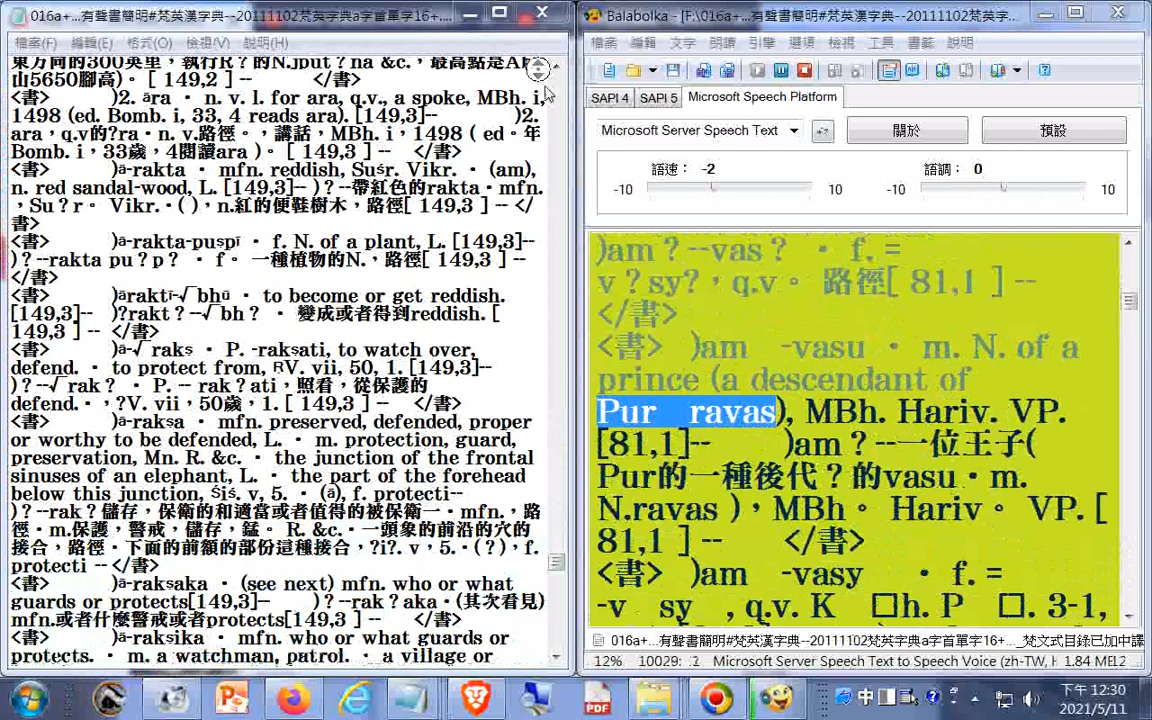 有聲書簡明#梵英漢字典--20111102梵英字典a字首單字16+...
檔案(F) 編輯(E) 格式(O) 檢視(V) 說明(H)
東方向的300英里，執行R？的N.jput？na &c.，最高點是A
山5650腳高)。[ 149,2 ] </書>
<書> )2. āra · n. v. l. for ara, q.v., a spoke, MBh. i,
1498 (ed. Bomb. i, 33, 4 reads ara). [149,3]-- )2.
ara，q.v的?ra·n. v.路徑。，講話，MBh. i，1498 ( ed。年
Bomb. i，33歲，4閱讀ara )。[ 149,3 ] -- </書>
<書> )ā-rakta · mfn. reddish, Suśr. Vikr. · (am),
n. red sandal-wood, L. [149,3]-- )？--帶紅色的rakta·mfn.
，Su？r。 Vikr.·( )，n.紅的便鞋樹木，路徑[ 149,3 ] -- </
書>
<書> )ā-rakta-puṣpī · f. N. of a plant, L. [149,3]--
)？--rakta pu？p？ · f。 一種植物的N.，路徑[ 149,3 ] --
</書>
<書> )āraktī-√bhū · to become or get reddish.
[149,3]-- )?rakt？--√bh？ · 變成或者得到reddish. [
149,3 ] -- </書>
<書> )ā-√rakṣ · P. -rakṣati, to watch over,
defend. · to protect from, RV. vii, 50, 1. [149,3]--
)？--√rak？ · P. -- rak？ati，照看，從保護的
defend.·，?V. vii，50歲，1. [ 149,3 ] -- </書>
<書> )ā-rakṣa · mfn. preserved, defended, proper
or worthy to be defended, L. · m. protection, guard,
preservation, Mn. R. &c. · the junction of the frontal
sinuses of an elephant, L. · the part of the forehead
below this junction, Śiś. v, 5. · (ā), f. protecti--
)？--rak？儲存，保衛的和適當或者值得的被保衛一·mfn.，路
徑·m.保護，警戒，儲存，錳。 R. &c.·一頭象的前沿的穴的
接合，路徑·下面的前額的部份這種接合，?i?. v，5.·(？)，f.
protecti -- </書>
<書> )ā-rakṣaka · (see next) mfn. who or what
guards or protects[149,3]-- )？--rak？aka·(其次看見)
mfn.或者什麼警戒或者protects[149,3 ] -- </書>
<書> )ā-rakṣika · mfn. who or what guards or
protects. · m. a watchman, patrol. · a village or
Balabolka - [F:\016a+...有聲書簡明#梵英漢字典--20111102梵英字...
檔案 編輯 文字 朗讀 引擎 選項 檢視 工具 書籤 說明
SAPI 4 SAPI 5 Microsoft Speech Platform
Microsoft Server Speech Text 關於 預設
語速： -2 語調： 0
-10 10 -10 10
)am？--vas？ · f. =
v？sy?，q.v。 路徑[ 81,1 ] --
</書>
<書> )am -vasu · m. N. of a
prince (a descendant of
Pur ravas), MBh. Hariv. VP.
[81,1]-- )am？--一位王子(
Pur的一種後代？的vasu·m.
N.ravas )，MBh。 Hariv。 VP. [
81,1 ] -- </書>
<書> )am -vasy · f. =
-v sy , q.v. K □h. P □. 3-1,
016a+...有聲書簡明#梵英漢字典--20111102梵英字典a字首單字16+..._梵文式目錄已加中譯
12% 10029: Microsoft Server Speech Text to Speech Voice (zh-TW, H 1.84
中
下午 12:30
2021/5/11